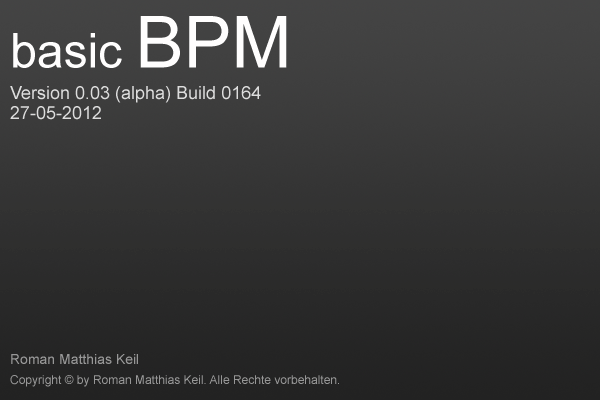 basic BPM
Version 0.03 (alpha) Build 0164
27-05-2012
Roman Matthias Keil
Copyright © by Roman Matthias Keil. Alle Rechte vorbehalten.